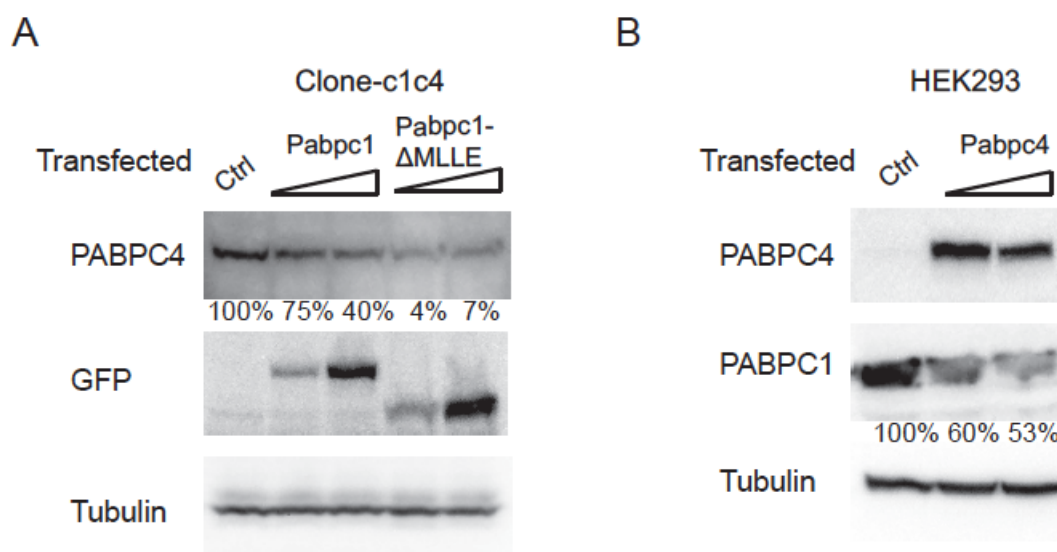 A
Clone-c1c4
Transfected Ctrl Pabpc1 Pabpc1-
ΔMLLE
PABPC4
100% 75% 40% 4% 7%
GFP
Tubulin
B
HEK293
Transfected Ctrl Pabpc4
PABPC4
PABPC1
100% 60% 53%
Tubulin